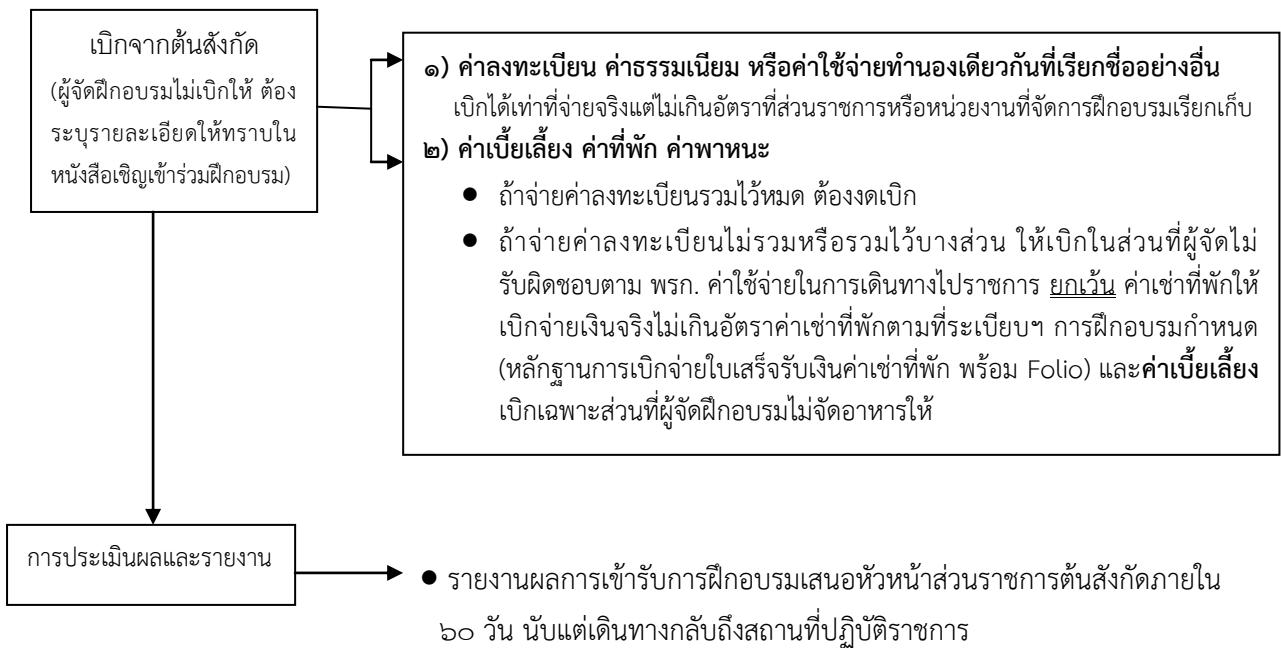 เบิกจากต้นสังกัด
(ผู้จัดฝึกอบรมไม่เบิกให้ ต้อง
ระบุรายละเอียดให้ทราบใน
หนังสือเชิญเข้าร่วมฝึกอบรม)
๑) ค่าลงทะเบียน ค่าธรรมเนียม หรือค่าใช้จ่ายทำนองเดียวกันที่เรียกชื่ออย่างอื่น
เบิกได้เท่าที่จ่ายจริงแต่ไม่เกินอัตราที่ส่วนราชการหรือหน่วยงานที่จัดการฝึกอบรมเรียกเก็บ
๒) ค่าเบี้ยเลี้ยง ค่าที่พัก ค่าพาหนะ
● ถ้าจ่ายค่าลงทะเบียนรวมไว้หมด ต้องงดเบิก
● ถ้าจ่ายค่าลงทะเบียนไม่รวมหรือรวมไว้บางส่วน ให้เบิกในส่วนที่ผู้จัดไม่
รับผิดชอบตาม พรก. ค่าใช้จ่ายในการเดินทางไปราชการ ยกเว้น ค่าเช่าที่พักให้
เบิกจ่ายเงินจริงไม่เกินอัตราค่าเช่าที่พักตามที่ระเบียบฯ การฝึกอบรมกำหนด
(หลักฐานการเบิกจ่ายใบเสร็จรับเงินค่าเช่าที่พัก พร้อม Folio) และค่าเบี้ยเลี้ยง
เบิกเฉพาะส่วนที่ผู้จัดฝึกอบรมไม่จัดอาหารให้
การประเมินผลและรายงาน
● รายงานผลการเข้ารับการฝึกอบรมเสนอหัวหน้าส่วนราชการต้นสังกัดภายใน
๖๐ วัน นับแต่เดินทางกลับถึงสถานที่ปฏิบัติราชการ